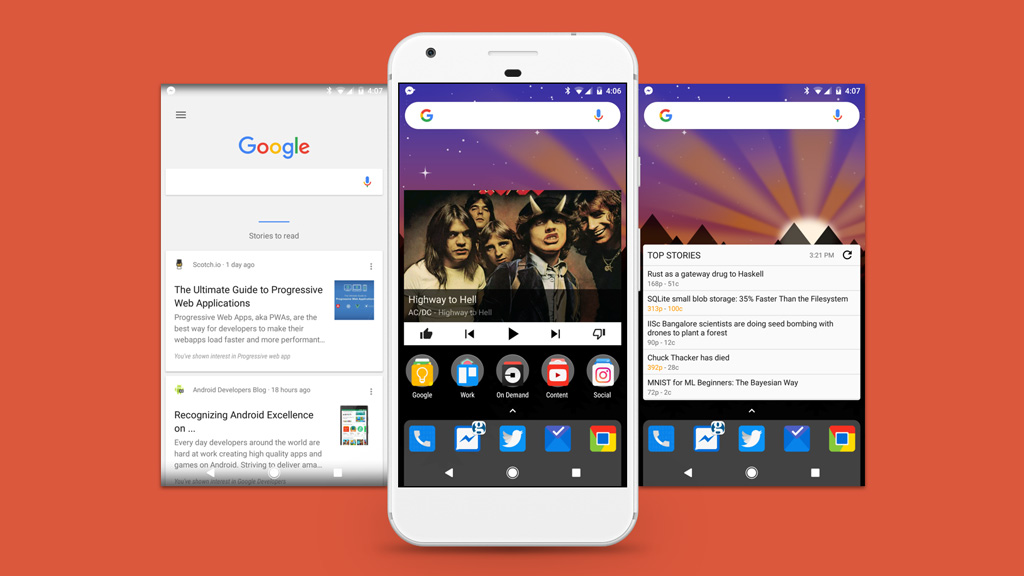 4:07
Google
Stories to read
Scotch.io · 1 day ago
The Ultimate Guide to Progressive
Web Applications
Progressive Web Apps, aka PWAs, are the
best way for developers to make their
webapps load faster and more performant...
You've shown interest in Progressive web app
Android Developers Blog · 18 hours ago
Recognizing Android Excellence
on ...
Every day developers around the world are
hard at work creating high quality apps and
games on Android. Striving to deliver ama...
You've shown interest in Google Developers
4:06
G
AC/DC
Highway to Hell
AC/DC - Highway to Hell
Google
Work
On Demand
Content
Social
4:07
G
TOP STORIES
3:21 PM
Rust as a gateway drug to Haskell
168p - 51c
SQLite small blob storage: 35% Faster Than the Filesystem
313p - 100c
IISc Bangalore scientists are doing seed bombing with
drones to plant a forest
90p - 12c
Chuck Thacker has died
392p - 28c
MNIST for ML Beginners: The Bayesian Way
72p - 2c